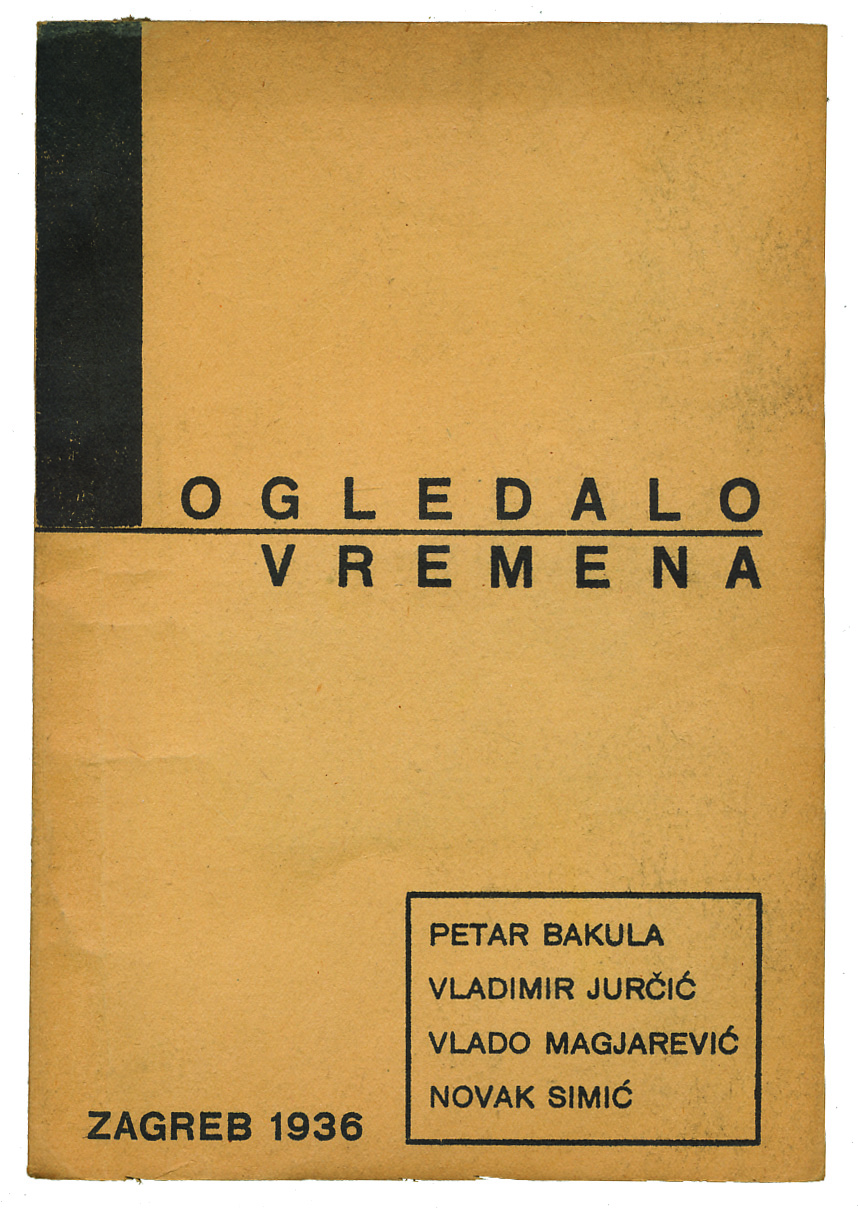 OGLEDALO
VREMENA
PETAR BAKULA
VLADIMIR JURČIĆ
VLADO MAGJAREVIĆ
NOVAK SIMIĆ
ZAGREB 1936